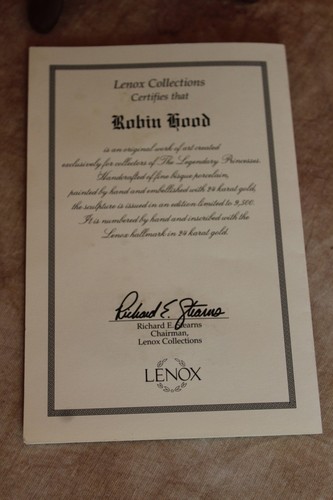 Lenox Collections
Certifies that
Robin Hood
is an original work of art created
exclusively for collectors of The Legendary Princesses.
Handcrafted of fine bisque porcelain,
painted by hand and embellished with 24 karat gold,
the sculpture is issued in an edition limited to 9,500.
It is numbered by hand and inscribed with the
Lenox hallmark in 24 karat gold.
Richard E. Stearns
Richard E. Stearns
Chairman,
Lenox Collections
LENOX